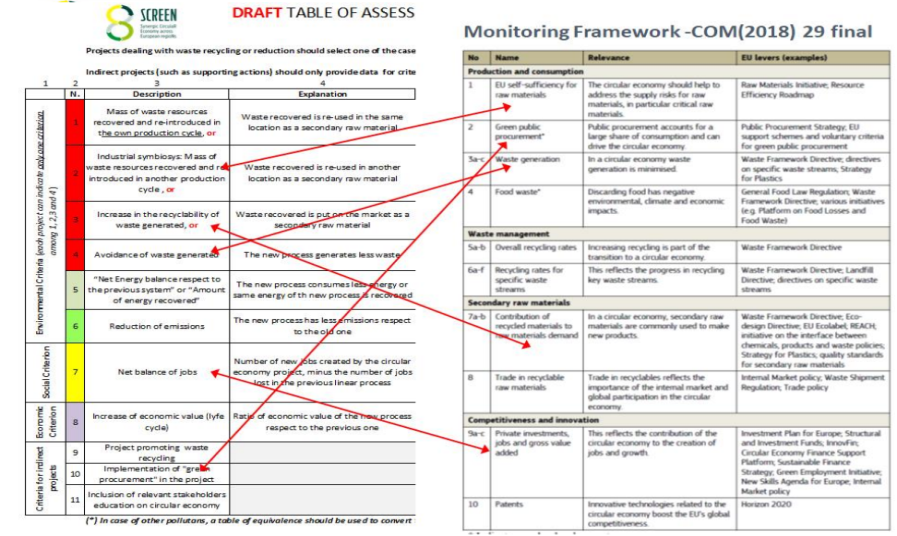 SCREEN
Synergic CirculaR
Economy across
European regioNs
DRAFT TABLE OF ASSESS
Projects dealing with waste recycling or reduction should select one of the case
Indirect projects (such as supporting actions) should only provide data for crite
1 2 3 4
N. Description Explanation
Environmental Criteria (each project can indicate only one criterion
among 1, 2,3 and 4 )
1
Mass of waste resources
recovered and re-introduced in
the own production cycle, or
Waste recovered is re-used in the same
location as a secondary raw material
2
Industrial symbiosys: Mass of
waste resources recovered and re-
introduced in another production
cycle , or
Waste recovered is re-used in another
location as a secondary raw material
3
Increase in the recyclability of
waste generated, or
Waste recovered is put on the market as a
secondary raw material
4
Avoidance of waste generated
The new process generates less waste
5
"Net Energy balance respect to
the previous system" or "Amount
of energy recovered"
The new process consumes less energy or
same energy of th new process is recovered
6
Reduction of emissions
The new process has less emissions respect
to the old one
Social Criterion
7
Net balance of jobs
Number of new jobs created by the circular
economy project, minus the number of jobs
lost in the previous linear process
Economic
Criterion
8
Increase of economic value (lyfe
cycle)
Ratio of economic value of the new process
respect to the previous one
Criteria for indirect
projects
9
Project promoting waste
recycling
10
Implementation of "green
procurement" in the project
11
Inclusion of relevant stakeholders
education on circular economy
(*) In case of other pollutons, a table of equivalence should be used to convert
Monitoring Framework -COM(2018) 29 final
No Name Relevance EU levers (examples)
Production and consumption
1
EU self-sufficiency for
raw materials
The circular economy should help to
address the supply risks for raw
materials, in particular critical raw
materials.
Raw Materials Initiative; Resource
Efficiency Roadmap
2
Green public
procurement*
Public procurement accounts for a
large share of consumption and can
drive the circular economy.
Public Procurement Strategy; EU
support schemes and voluntary criteria
for green public procurement
3a-c
Waste generation
In a circular economy waste
generation is minimised.
Waste Framework Directive; directives
on specific waste streams; Strategy
for Plastics
4
Food waste*
Discarding food has negative
environmental, climate and economic
impacts.
General Food Law Regulation; Waste
Framework Directive; various initiatives
(e.g. Platform on Food Losses and
Food Waste)
Waste management
5a-b
Overall recycling rates
Increasing recycling is part of the
transition to a circular economy.
Waste Framework Directive
6a-f
Recycling rates for
specific waste
streams
This reflects the progress in recycling
key waste streams.
Waste Framework Directive; Landfill
Directive; directives on specific waste
streams
Secondary raw materials
7a-b
Contribution of
recycled materials to
raw materials demand
In a circular economy, secondary raw
materials are commonly used to make
new products.
Waste Framework Directive; Eco-
design Directive; EU Ecolabel; REACH;
initiative on the interface between
chemicals, products and waste policies;
Strategy for Plastics; quality standards
for secondary raw materials
8
Trade in recyclable
raw materials
Trade in recyclables reflects the
importance of the internal market and
global participation in the circular
economy.
Internal Market policy; Waste Shipment
Regulation; Trade policy
Competitiveness and innovation
9a-c
Private investments,
jobs and gross value
added
This reflects the contribution of the
circular economy to the creation of
jobs and growth.
Investment Plan for Europe; Structural
and Investment Funds; InnovFin;
Circular Economy Finance Support
Platform; Sustainable Finance
Strategy; Green Employment Initiative;
New Skills Agenda for Europe; Internal
Market policy
10
Patents
Innovative technologies related to the
circular economy boost the EU's global
competitiveness.
Horizon 2020